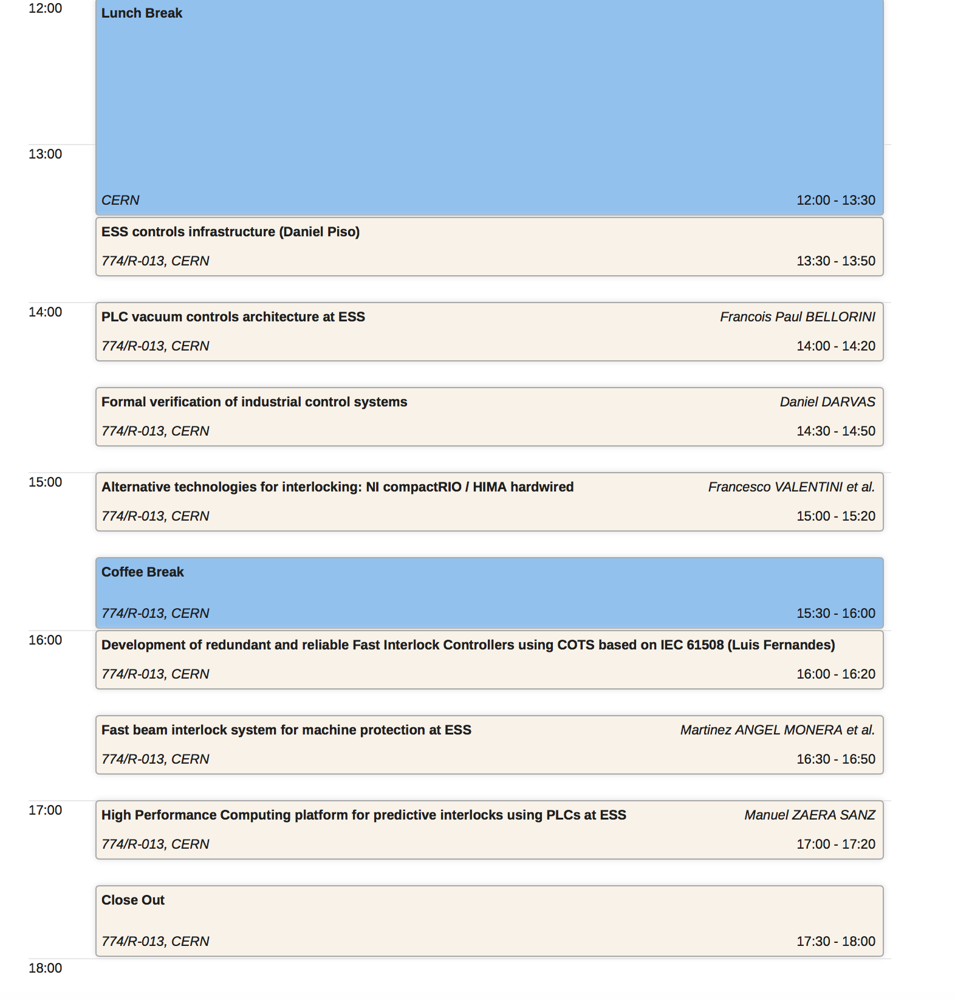 12:00
Lunch Break
13:00
CERN 12:00 - 13:30
ESS controls infrastructure (Daniel Piso)
774/R-013, CERN 13:30 - 13:50
14:00
PLC vacuum controls architecture at ESS Francois Paul BELLORINI
774/R-013, CERN 14:00 - 14:20
Formal verification of industrial control systems Daniel DARVAS
774/R-013, CERN 14:30 - 14:50
15:00
Alternative technologies for interlocking: NI compactRIO / HIMA hardwired Francesco VALENTINI et al.
774/R-013, CERN 15:00 - 15:20
Coffee Break
774/R-013, CERN 15:30 - 16:00
16:00
Development of redundant and reliable Fast Interlock Controllers using COTS based on IEC 61508 (Luis Fernandes)
774/R-013, CERN 16:00 - 16:20
Fast beam interlock system for machine protection at ESS Martinez ANGEL MONERA et al.
774/R-013, CERN 16:30 - 16:50
17:00
High Performance Computing platform for predictive interlocks using PLCs at ESS Manuel ZAERA SANZ
774/R-013, CERN 17:00 - 17:20
Close Out
774/R-013, CERN 17:30 - 18:00
18:00